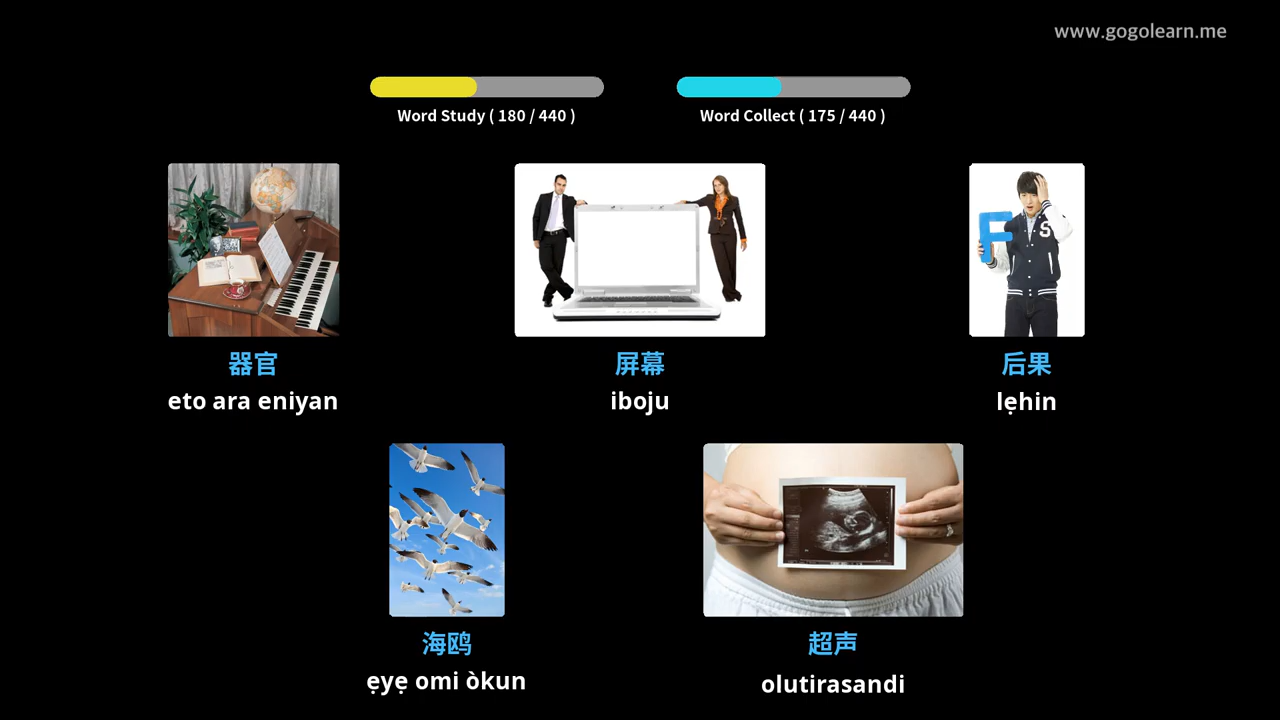 www.gogolearn.me
Word Study ( 180 / 440 )
Word Collect ( 175 / 440 )
器官
eto ara eniyan
屏幕
iboju
F
S
后果
lẹhin
海鸥
ẹyẹ omi òkun
超声
olutirasandi